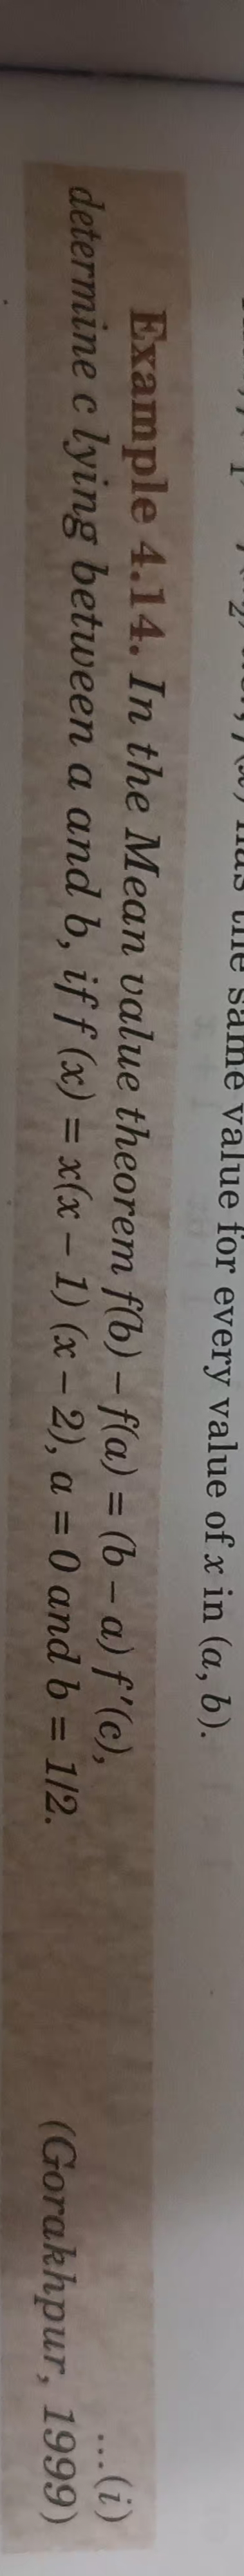 has the same value for every value of x in (a, b).
Example 4.14. In the Mean value theorem f(b) – f(a) = (b – a) f'(c), ...(i)
determine c lying between a and b, if f (x) = x(x – 1) (x – 2), a = 0 and b = 1/2. (Gorakhpur, 1999)